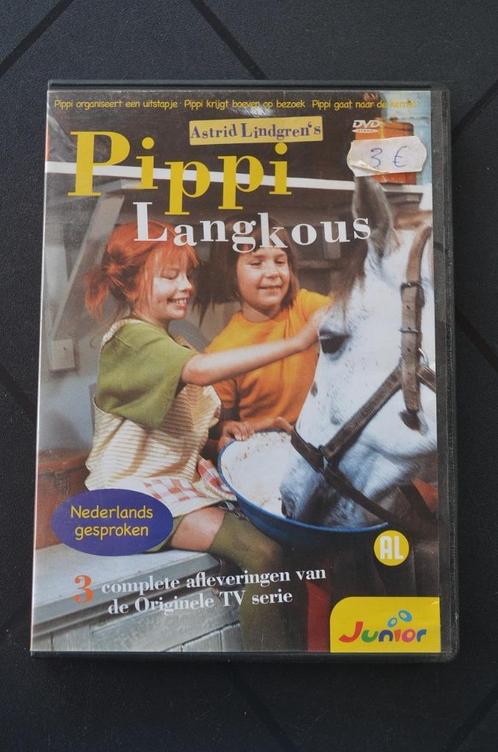 Pippi organiseert een uitstapje · Pippi krijgt boeven op bezoek · Pippi gaat naar de kermis
Astrid Lindgren's
DVD
3 €
Pippi
Langkous
Nederlands
gesproken
AL
3 complete afleveringen van
de Originele TV serie
Junior